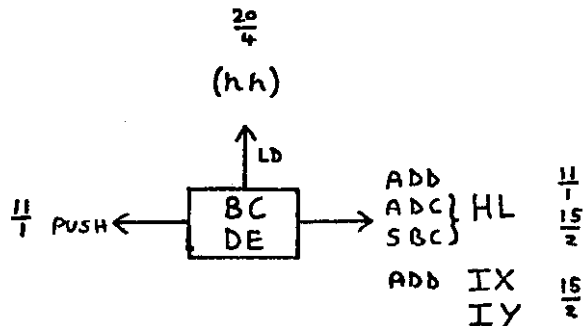 20/4
(nn)
LD
11/1 PUSH
BC
DE
ADD 11/1
ADC } HL 15/2
SBC
ADD IX 15/2
IY